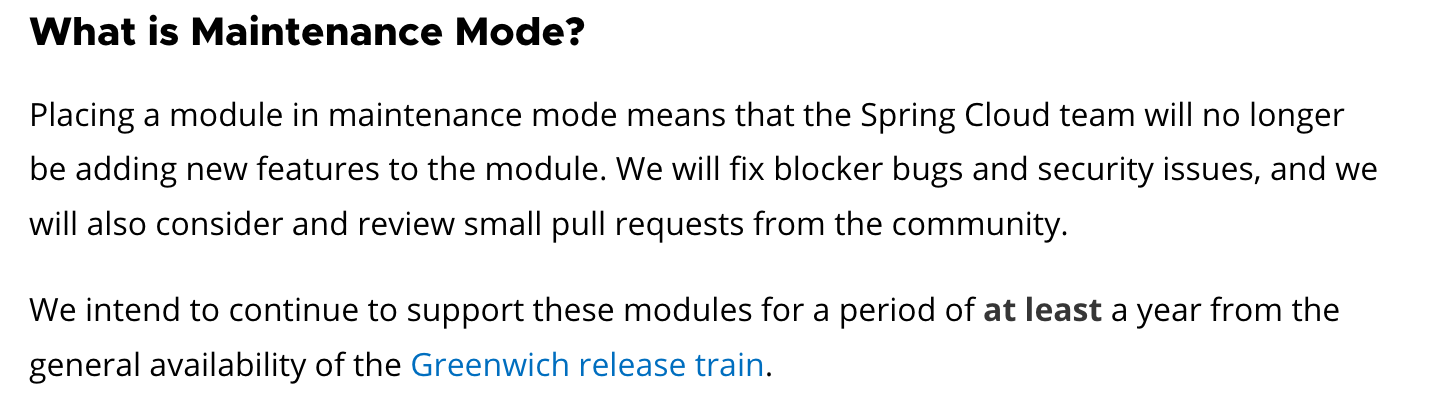 What is Maintenance Mode?
Placing a module in maintenance mode means that the Spring Cloud team will no longer
be adding new features to the module. We will fix blocker bugs and security issues, and we
will also consider and review small pull requests from the community.
We intend to continue to support these modules for a period of at least a year from the
general availability of the Greenwich release train.